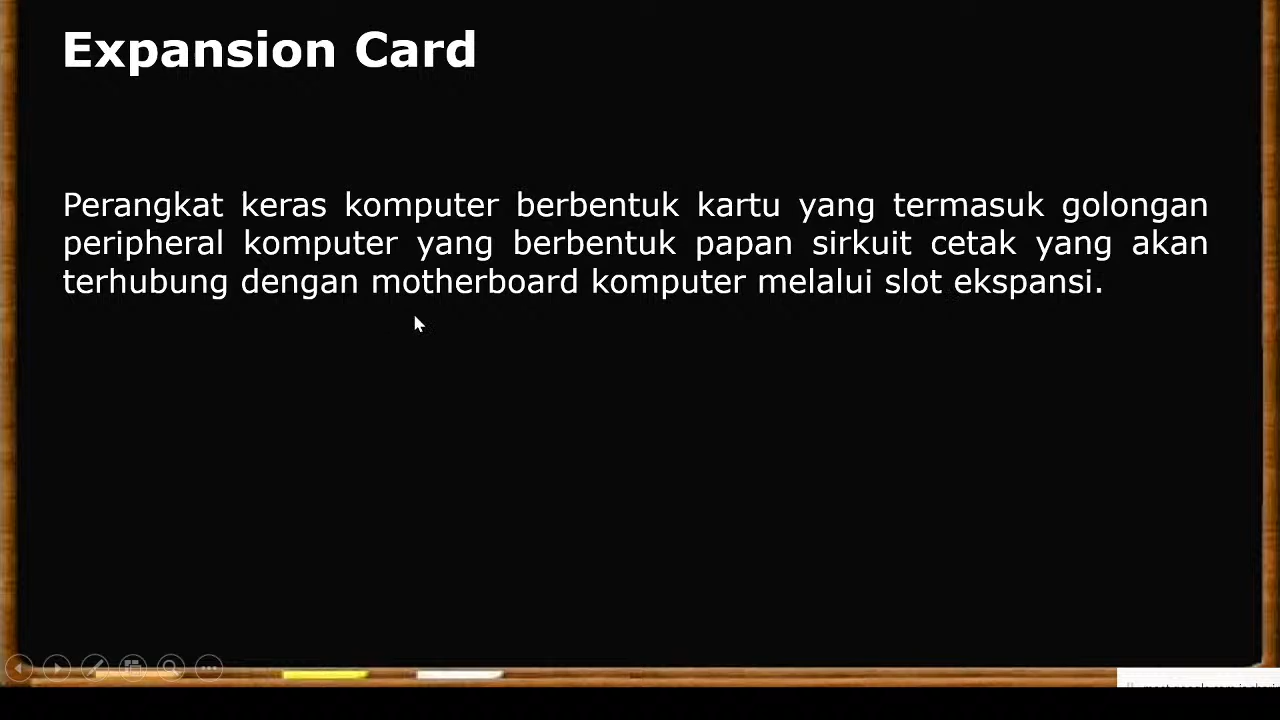 Expansion Card
Perangkat keras komputer berbentuk kartu yang termasuk golongan
peripheral komputer yang berbentuk papan sirkuit cetak yang akan
terhubung dengan motherboard komputer melalui slot ekspansi.